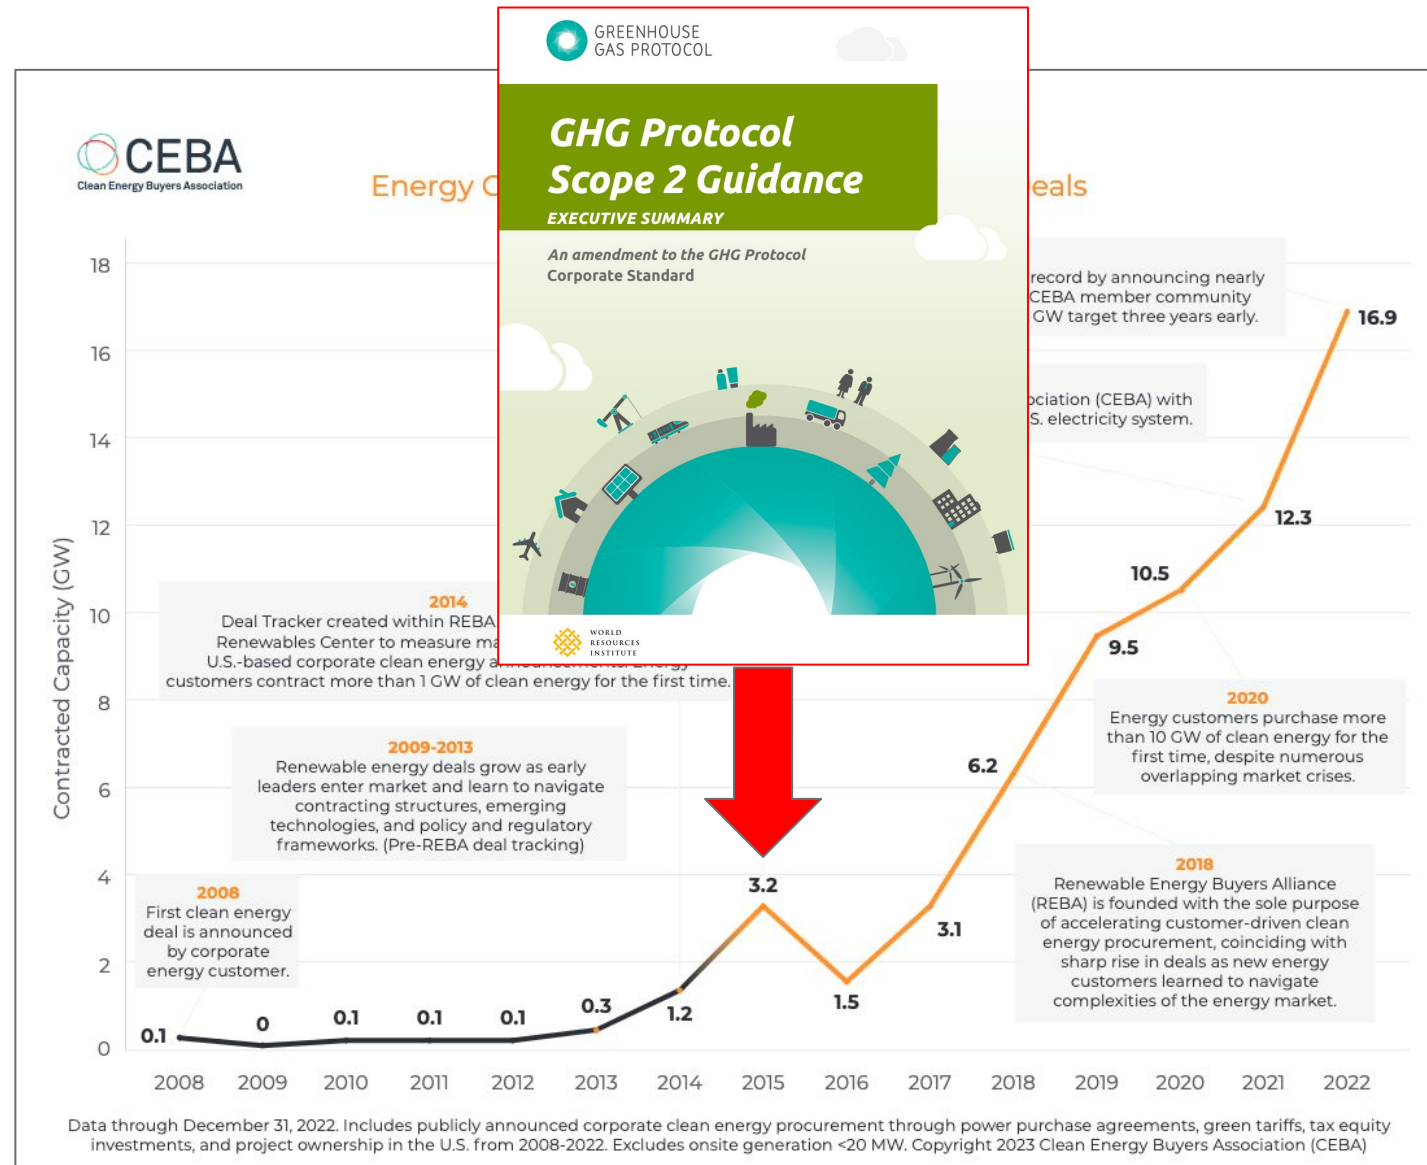 GREENHOUSE
GAS PROTOCOL
GHG Protocol
Scope 2 Guidance
EXECUTIVE SUMMARY
An amendment to the GHG Protocol
Corporate Standard
WORLD
RESOURCES
INSTITUTE
CEBA
Clean Energy Buyers Association
Energy
record by announcing nearly
CEBA member community
GW target three years early.
(CEBA) with
electricity system.
Contracted Capacity (GW)
18
16
14
12
10
8
6
4
2
0
2014
Deal Tracker created within REBA
Renewables Center to measure
U.S.-based corporate clean energy
customers contract more than 1 GW of clean energy for the first time.
2009-2013
Renewable energy deals grow as early
leaders enter market and learn to navigate
contracting structures, emerging
technologies, and policy and regulatory
frameworks. (Pre-REBA deal tracking)
2008
First clean energy
deal is announced
by corporate
energy customer.
2020
Energy customers purchase more
than 10 GW of clean energy for the
first time, despite numerous
overlapping market crises.
2018
Renewable Energy Buyers Alliance
(REBA) is founded with the sole purpose
of accelerating customer-driven clean
energy procurement, coinciding with
sharp rise in deals as new energy
customers learned to navigate
complexities of the energy market.
0.1
0
0.1
0.1
0.1
0.3
1.2
3.2
1.5
3.1
6.2
9.5
10.5
12.3
16.9
2008 2009 2010 2011 2012 2013 2014 2015 2016 2017 2018 2019 2020 2021 2022
Data through December 31, 2022. Includes publicly announced corporate clean energy procurement through power purchase agreements, green tariffs, tax equity
investments, and project ownership in the U.S. from 2008-2022. Excludes onsite generation <20 MW. Copyright 2023 Clean Energy Buyers Association (CEBA)